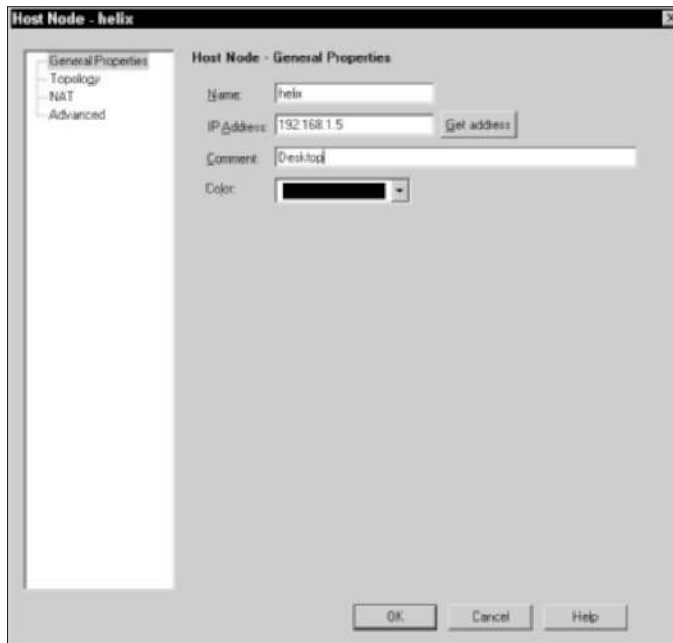 Host Node - helix
General Properties
Topology
NAT
Advanced
Host Node - General Properties
Name: helix
IP Address: 192.168.1.5 Get address
Comment: Desktop
Color:
OK Cancel Help